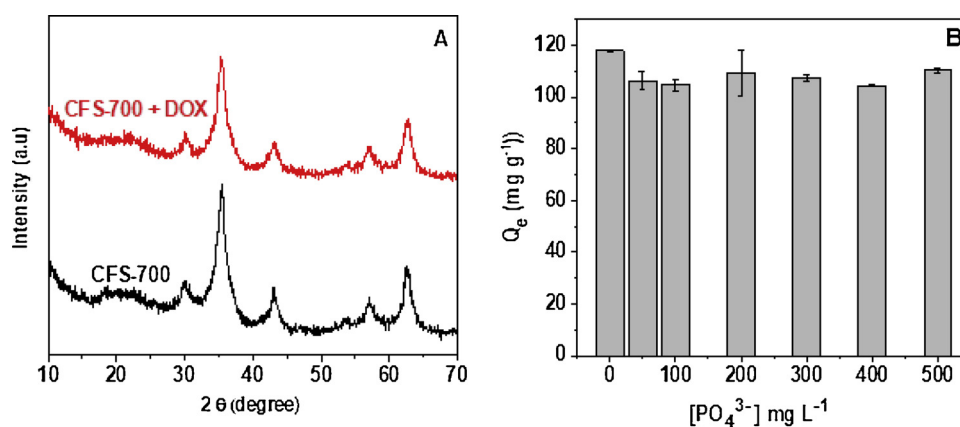 A
CFS-700 + DOX
CFS-700
Intensity (a.u)
10 20 30 40 50 60 70
2 θ (degree)
B
120
100
80
60
40
20
0
Qe (mg g⁻¹))
0 100 200 300 400 500
[PO₄³⁻] mg L⁻¹